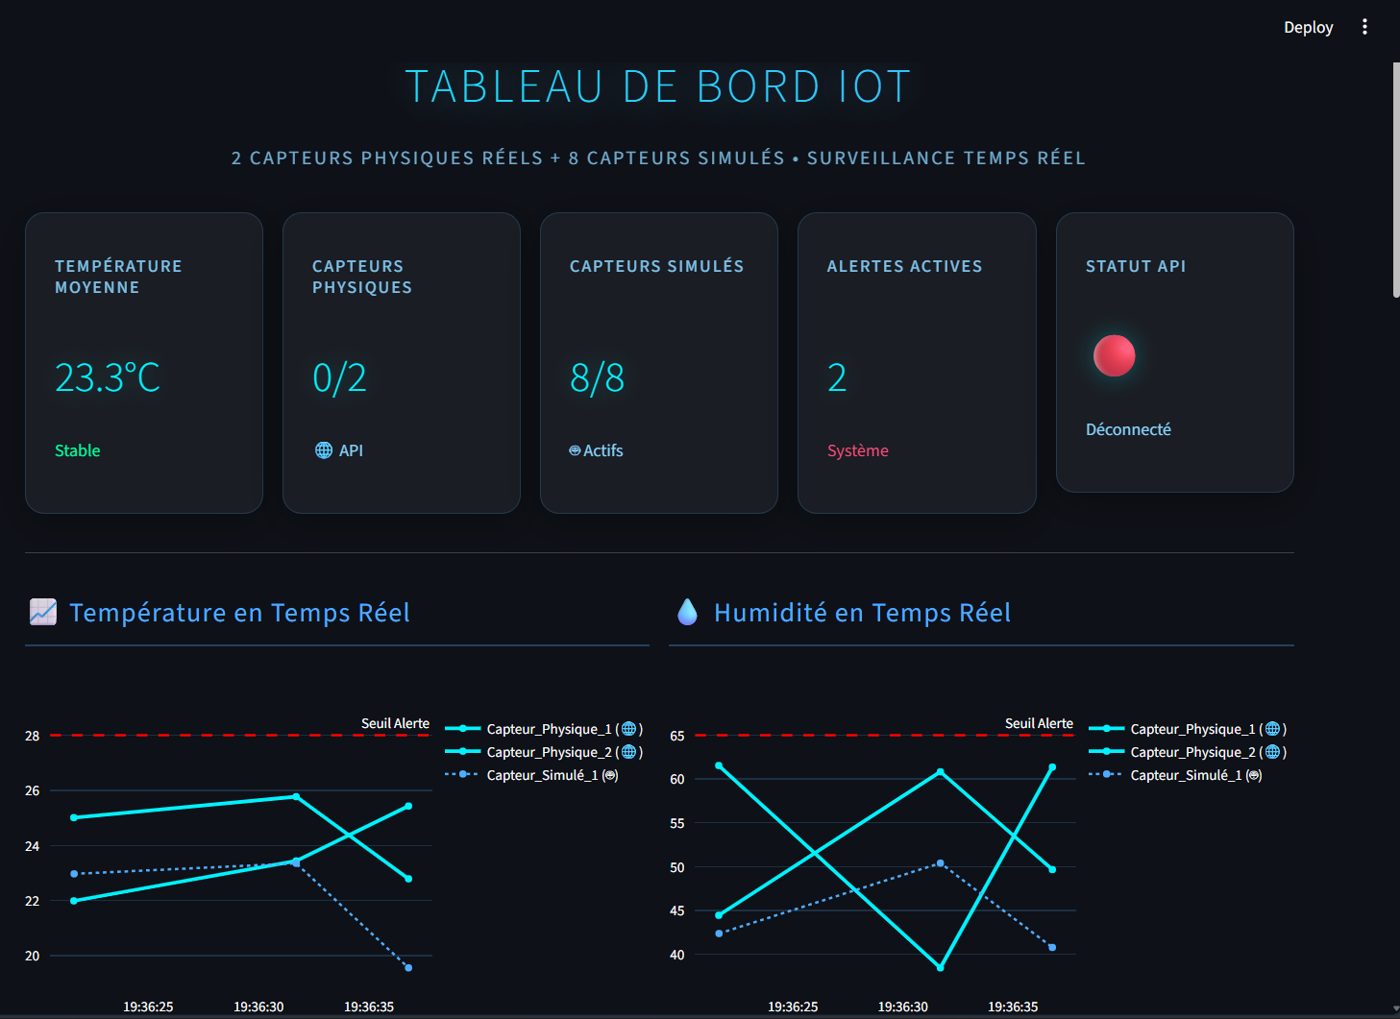 Deploy
TABLEAU DE BORD IOT
2 CAPTEURS PHYSIQUES RÉELS + 8 CAPTEURS SIMULÉS • SURVEILLANCE TEMPS RÉEL
TEMPÉRATURE
MOYENNE
23.3°C
Stable
CAPTEURS
PHYSIQUES
0/2
🌐 API
CAPTEURS SIMULÉS
8/8
Actifs
ALERTES ACTIVES
2
Système
STATUT API
Déconnecté
Température en Temps Réel
Seuil Alerte
28
26
24
22
20
19:36:25 19:36:30 19:36:35
Capteur_Physique_1 (🌐)
Capteur_Physique_2 (🌐)
Capteur_Simulé_1 ()
Humidité en Temps Réel
Seuil Alerte
65
60
55
50
45
40
19:36:25 19:36:30 19:36:35
Capteur_Physique_1 (🌐)
Capteur_Physique_2 (🌐)
Capteur_Simulé_1 ()